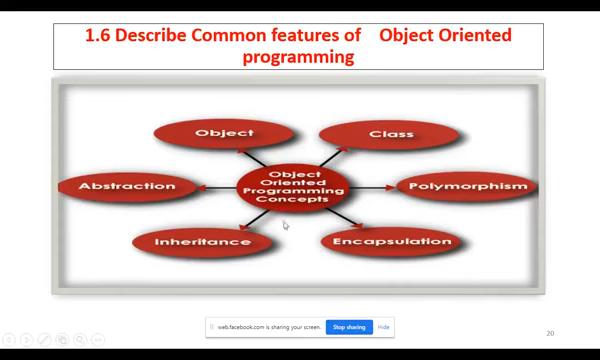 1.6 Describe Common features of Object Oriented
programming
Object
Class
Object
Oriented
Programming
Concepts
Abstraction
Polymorphism
Inheritance
Encapsulation
web.facebook.com is sharing your screen.
Stop sharing
Hide
20